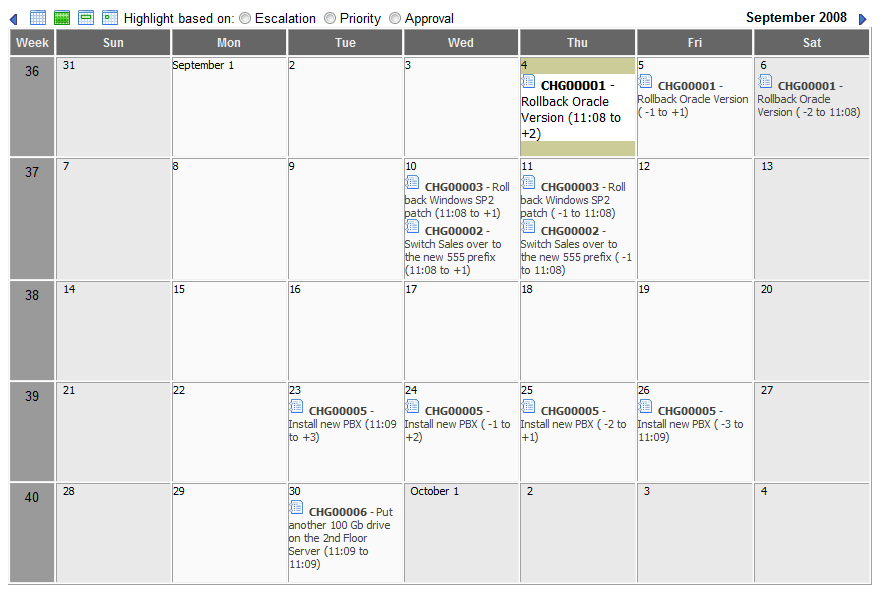 Highlight based on: Escalation Priority Approval September 2008
Week Sun Mon Tue Wed Thu Fri Sat
36
31
September 1
2
3
4
CHG00001 -
Rollback Oracle
Version (11:08 to
+2)
5
CHG00001 -
Rollback Oracle Version
( -1 to +1)
6
CHG00001 -
Rollback Oracle
Version ( -2 to 11:08)
37
7
8
9
10
CHG00003 - Roll
back Windows SP2
patch (11:08 to +1)
CHG00002 -
Switch Sales over to
the new 555 prefix
(11:08 to +1)
11
CHG00003 - Roll
back Windows SP2
patch ( -1 to 11:08)
CHG00002 -
Switch Sales over to
the new 555 prefix ( -1
to 11:08)
12
13
38
14
15
16
17
18
19
20
39
21
22
23
CHG00005 -
Install new PBX (11:09
to +3)
24
CHG00005 -
Install new PBX ( -1 to
+2)
25
CHG00005 -
Install new PBX ( -2 to
+1)
26
CHG00005 -
Install new PBX ( -3 to
11:09)
27
40
28
29
30
CHG00006 - Put
another 100 Gb drive
on the 2nd Floor
Server (11:09 to
11:09)
October 1
2
3
4